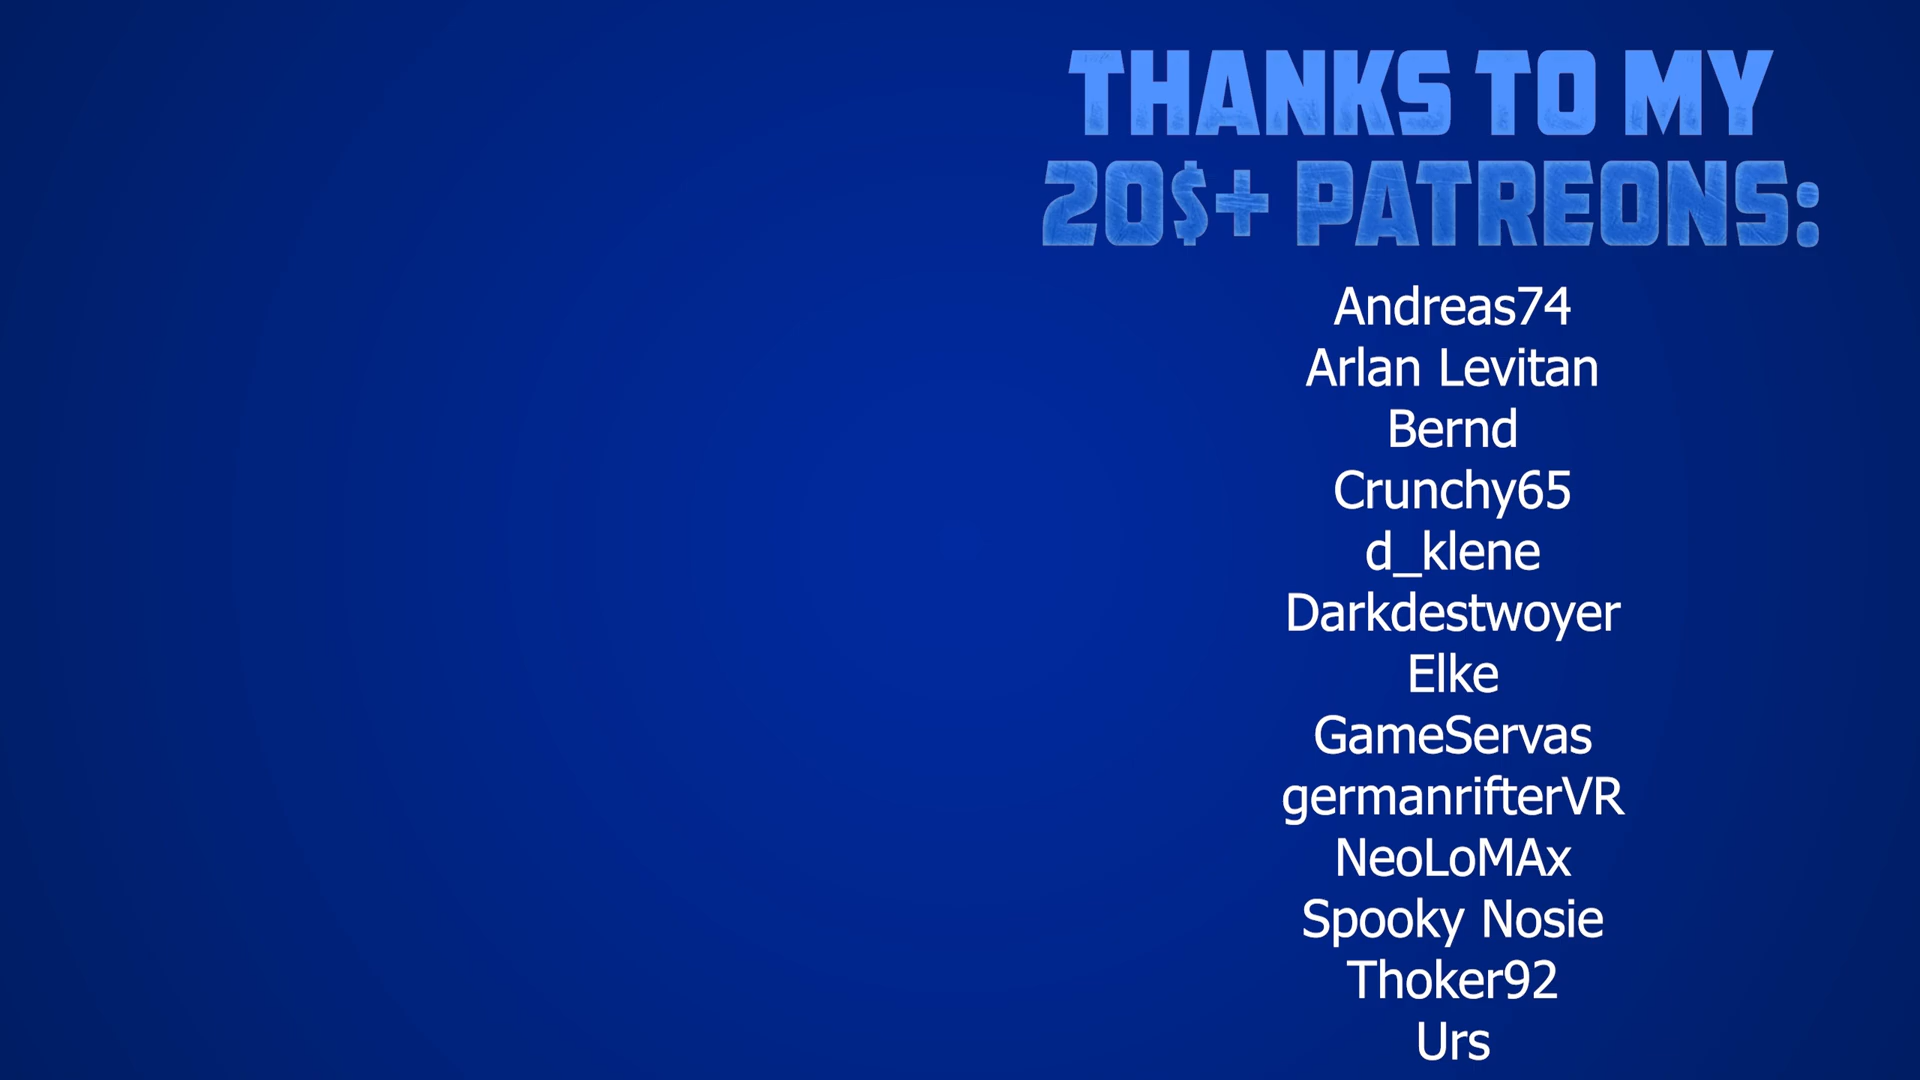 THANKS TO MY
20$+ PATREONS:
Andreas74
Arlan Levitan
Bernd
Crunchy65
d_klene
Darkdestwoyer
Elke
GameServas
germanrifterVR
NeoLoMAx
Spooky Nosie
Thoker92
Urs